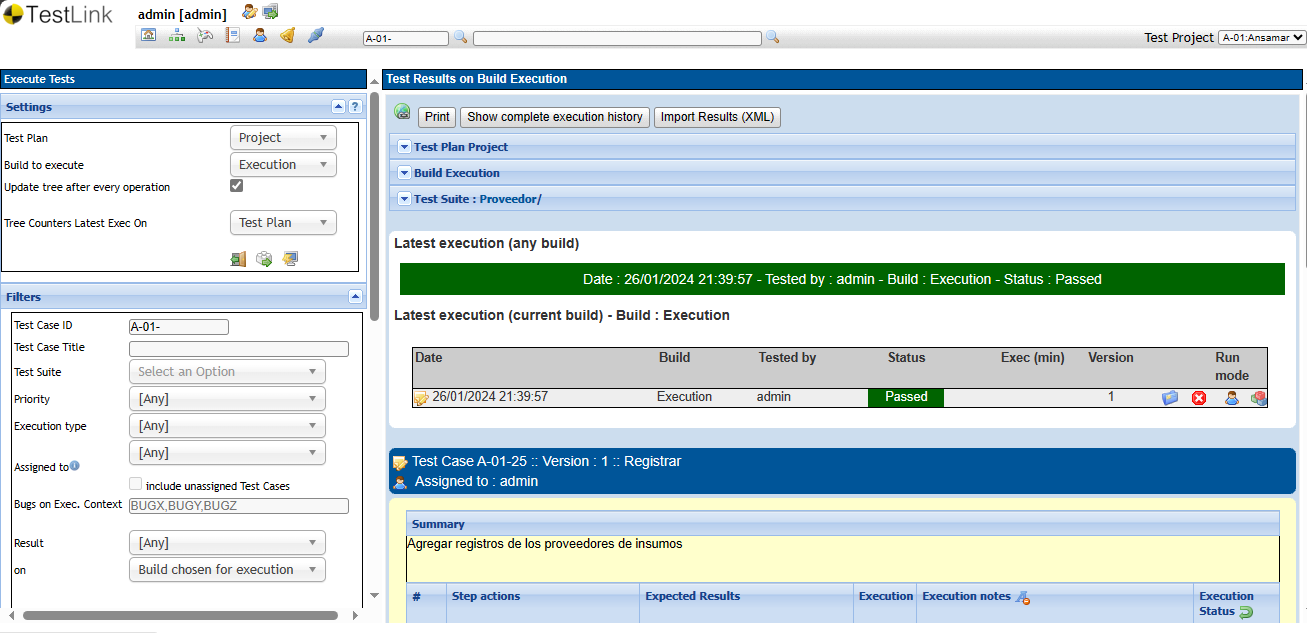 TestLink
admin [admin]
A-01-
Test Project A-01:Ansamar
Execute Tests
Settings
?
Test Plan Project
Build to execute Execution
Update tree after every operation
Tree Counters Latest Exec On Test Plan
Filters
Test Case ID A-01-
Test Case Title
Test Suite Select an Option
Priority [Any]
Execution type [Any]
[Any]
Assigned to
include unassigned Test Cases
Bugs on Exec. Context BUGX,BUGY,BUGZ
Result [Any]
on Build chosen for execution
Test Results on Build Execution
Print Show complete execution history Import Results (XML)
Test Plan Project
Build Execution
Test Suite : Proveedor/
Latest execution (any build)
Date : 26/01/2024 21:39:57 - Tested by : admin - Build : Execution - Status : Passed
Latest execution (current build) - Build : Execution
Date Build Tested by Status Exec (min) Version Run mode
26/01/2024 21:39:57 Execution admin Passed 1
Test Case A-01-25 :: Version : 1 :: Registrar
Assigned to : admin
Summary
Agregar registros de los proveedores de insumos
# Step actions Expected Results Execution Execution notes Execution Status